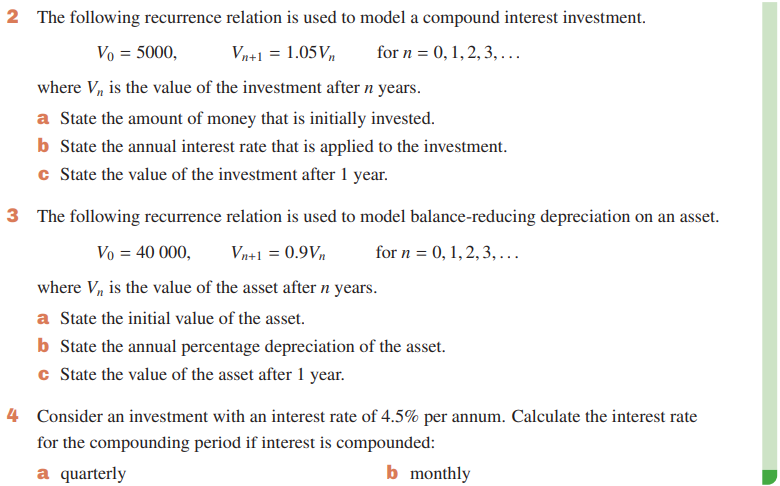 2 The following recurrence relation is used to model a compound interest investment.
V₀ = 5000, Vₙ₊₁ = 1.05Vₙ for n = 0, 1, 2, 3, . . .
where Vₙ is the value of the investment after n years.
a State the amount of money that is initially invested.
b State the annual interest rate that is applied to the investment.
c State the value of the investment after 1 year.
3 The following recurrence relation is used to model balance-reducing depreciation on an asset.
V₀ = 40 000, Vₙ₊₁ = 0.9Vₙ for n = 0, 1, 2, 3, . . .
where Vₙ is the value of the asset after n years.
a State the initial value of the asset.
b State the annual percentage depreciation of the asset.
c State the value of the asset after 1 year.
4 Consider an investment with an interest rate of 4.5% per annum. Calculate the interest rate
for the compounding period if interest is compounded:
a quarterly b monthly